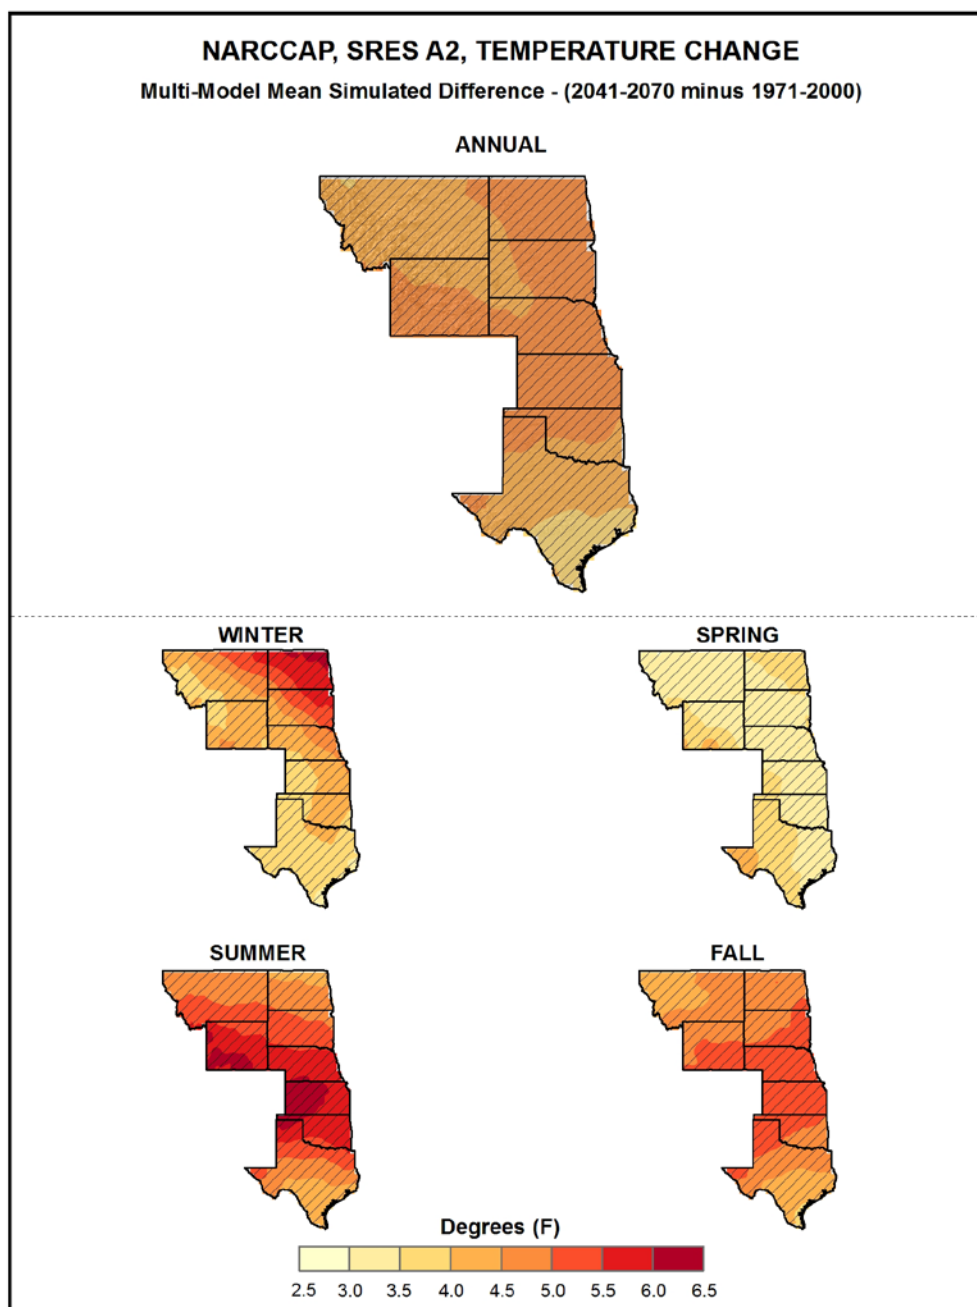 NARCCAP, SRES A2, TEMPERATURE CHANGE
Multi-Model Mean Simulated Difference - (2041-2070 minus 1971-2000)
ANNUAL
WINTER
SPRING
SUMMER
FALL
Degrees (F)
2.5 3.0 3.5 4.0 4.5 5.0 5.5 6.0 6.5